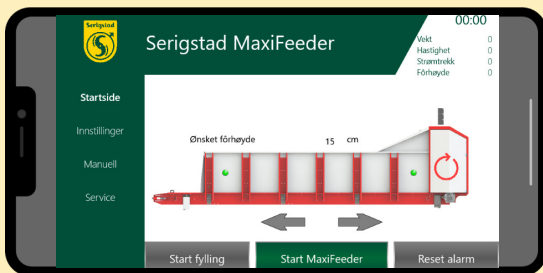 Serigstad
00:00
Serigstad MaxiFeeder
Vekt 0
Hastighet 0
Strømtrekk 0
Fôrhøyde 0
Startside
Innstillinger
Manuell
Service
Ønsket fôrhøyde 15 cm
Start fylling
Start MaxiFeeder
Reset alarm